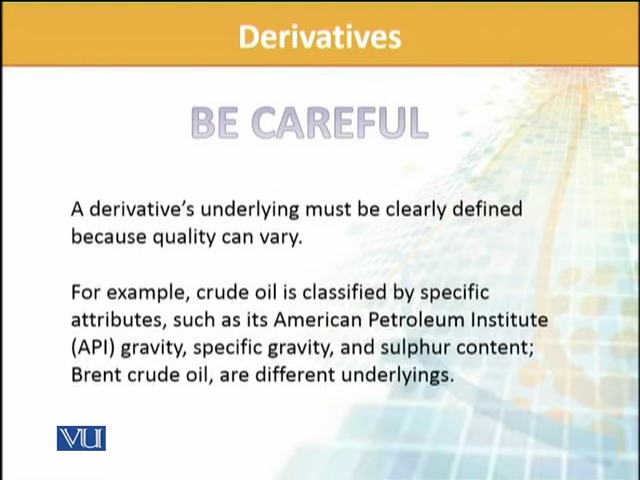 Derivatives
BE CAREFUL
A derivative's underlying must be clearly defined
because quality can vary.
For example, crude oil is classified by specific
attributes, such as its American Petroleum Institute
(API) gravity, specific gravity, and sulphur content;
Brent crude oil, are different underlyings.
VU